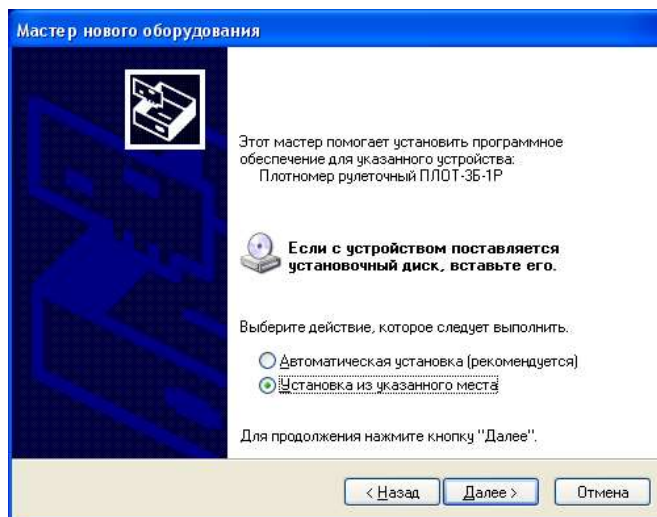 Мастер нового оборудования
Этот мастер помогает установить программное
обеспечение для указанного устройства:
Плотномер рулеточный ПЛОТ-3Б-1Р
Если с устройством поставляется
установочный диск, вставьте его.
Выберите действие, которое следует выполнить.
Автоматическая установка (рекомендуется)
Установка из указанного места
Для продолжения нажмите кнопку "Далее".
< Назад Далее > Отмена